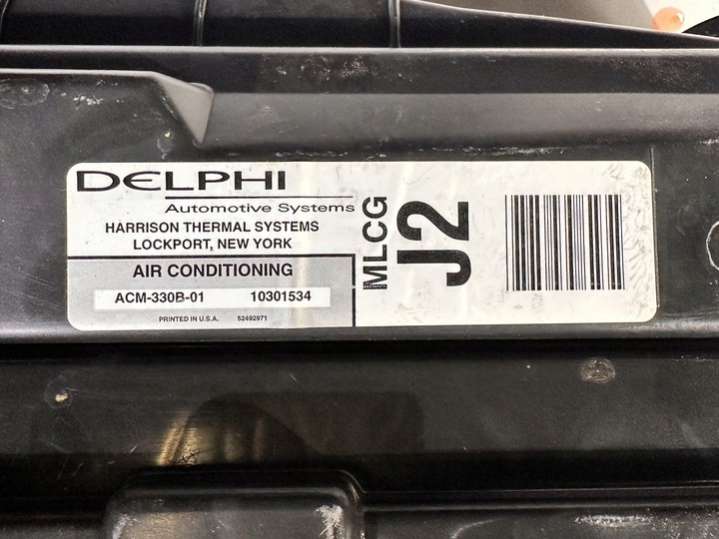 DELPHI
Automotive Systems
HARRISON THERMAL SYSTEMS
LOCKPORT, NEW YORK
AIR CONDITIONING
ACM-330B-01 10301534
PRINTED IN U.S.A. 52492971
MLCG
J2